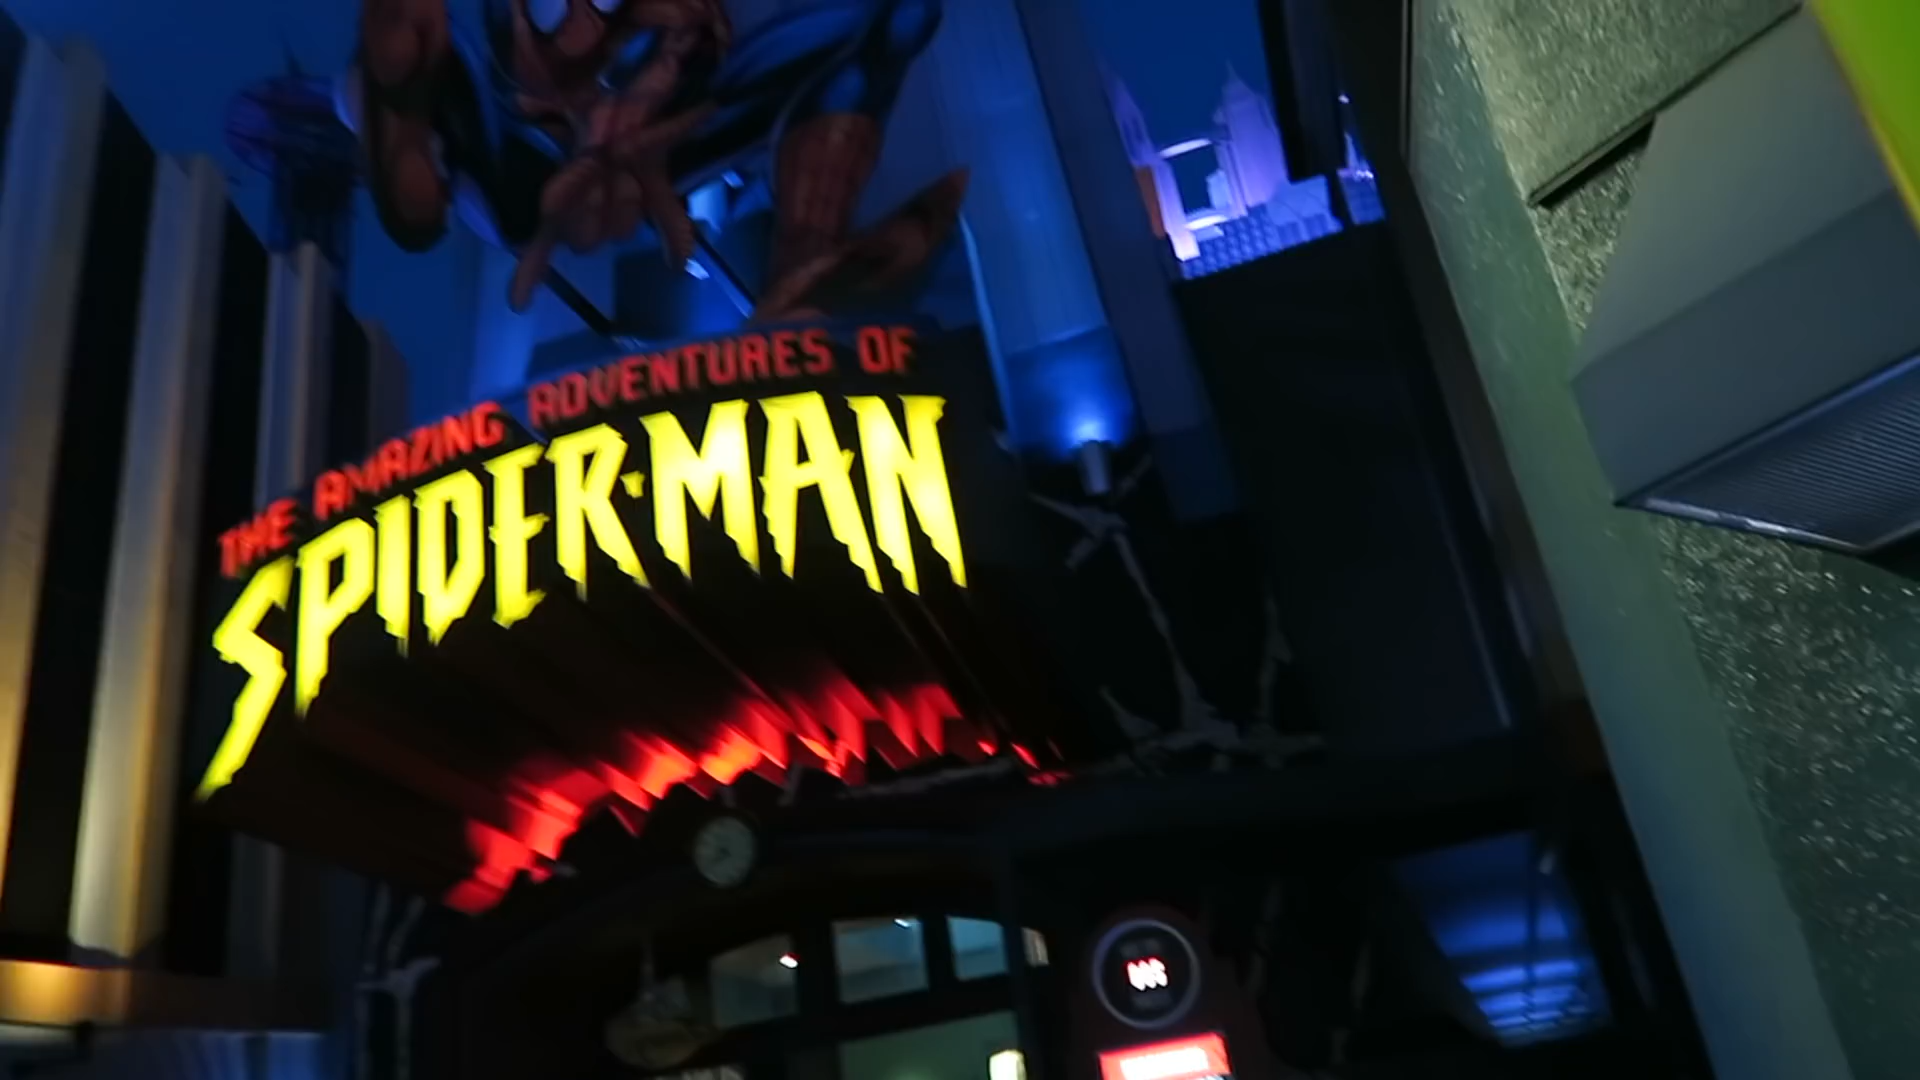 THE AMAZING ADVENTURES OF
SPIDER-MAN